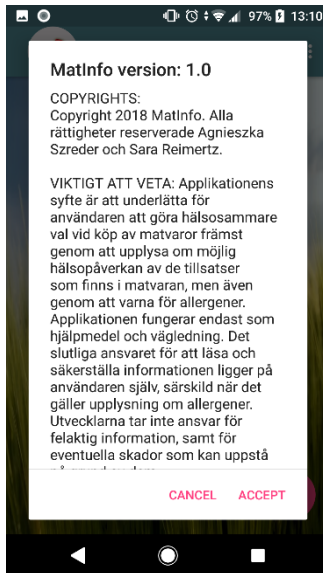 97% 13:10
MatInfo version: 1.0
COPYRIGHTS:
Copyright 2018 MatInfo. Alla
rättigheter reserverade Agnieszka
Szreder och Sara Reimertz.
VIKTIGT ATT VETA: Applikationens
syfte är att underlätta för
användaren att göra hälsosammare
val vid köp av matvaror främst
genom att upplysa om möjlig
hälsopåverkan av de tillsatser
som finns i matvaran, men även
genom att varna för allergener.
Applikationen fungerar endast som
hjälpmedel och vägledning. Det
slutliga ansvaret för att läsa och
säkerställa informationen ligger på
användaren själv, särskild när det
gäller upplysning om allergener.
Utvecklarna tar inte ansvar för
felaktig information, samt för
eventuella skador som kan uppstå
CANCEL ACCEPT